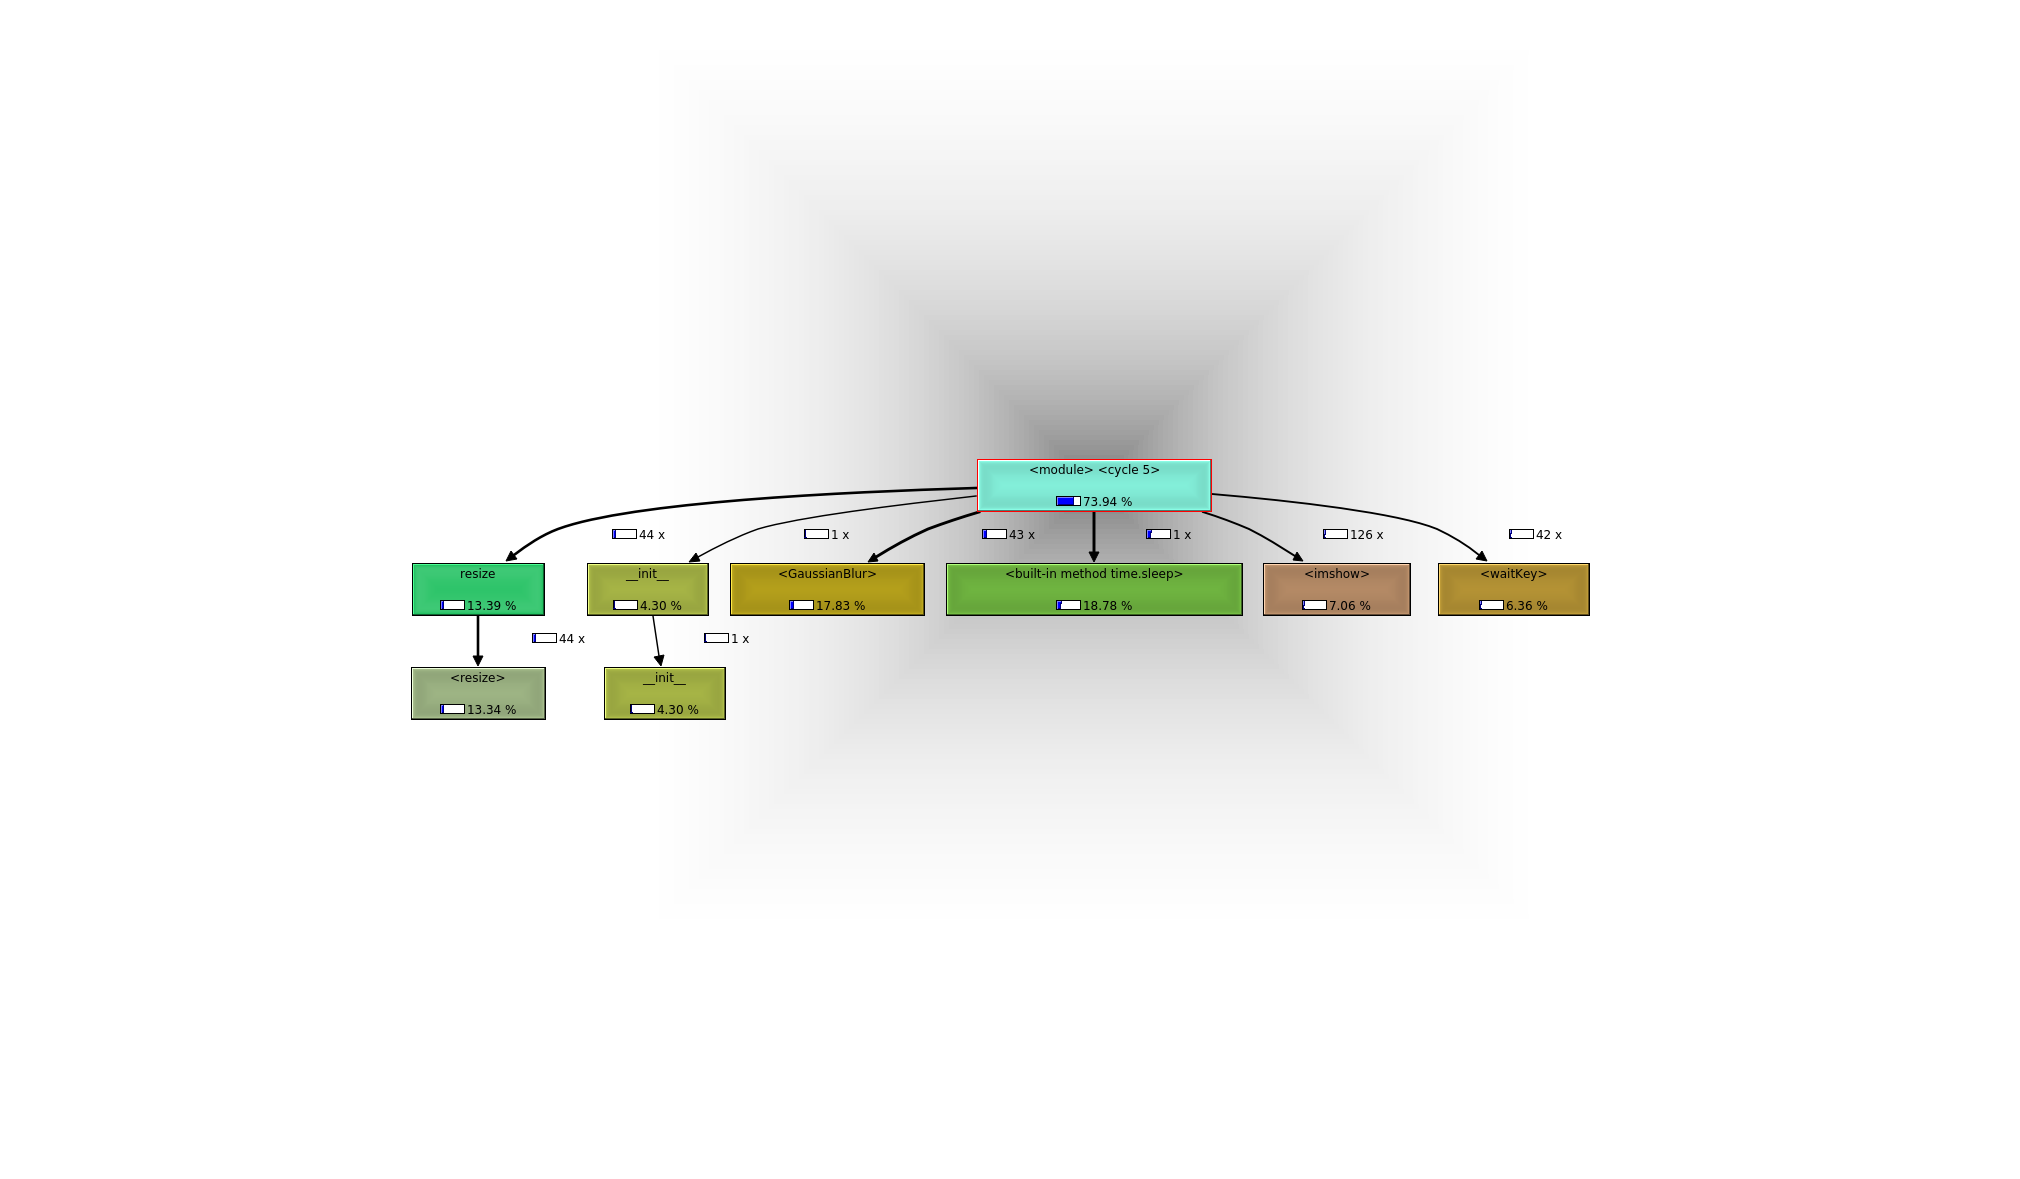 <module> <cycle 5>
73.94 %
44 x
1 x
43 x
1 x
126 x
42 x
resize
13.39 %
__init__
4.30 %
<GaussianBlur>
17.83 %
<built-in method time.sleep>
18.78 %
<imshow>
7.06 %
<waitKey>
6.36 %
44 x
1 x
<resize>
13.34 %
__init__
4.30 %